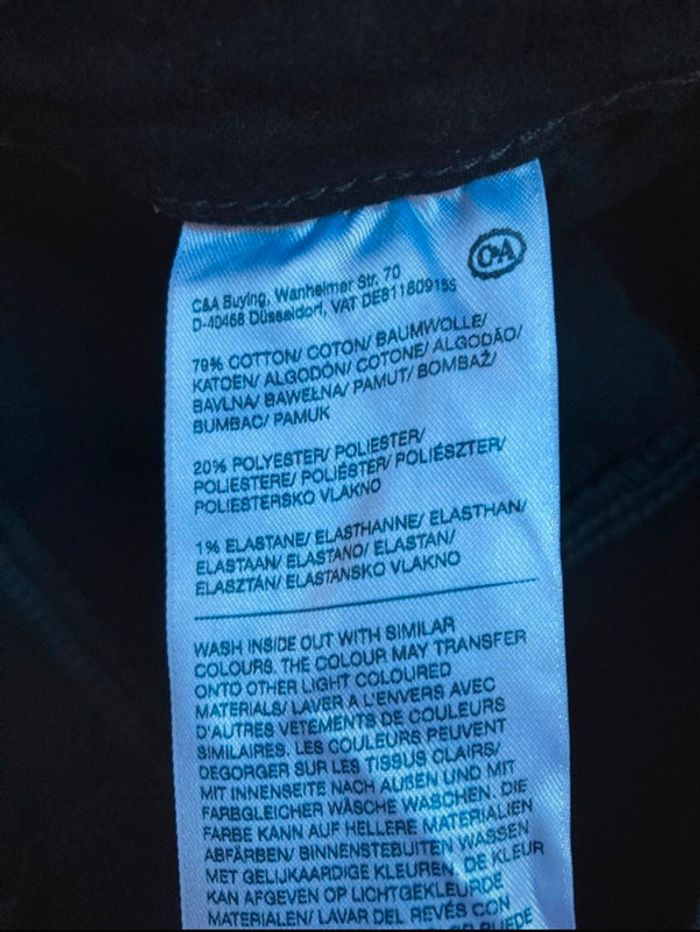 C&A
C&A Buying, Wanheimer Str. 70
D-40468 Düsseldorf, VAT DE811809155
79% COTTON/ COTON/ BAUMWOLLE/
KATOEN/ ALGODÓN/ COTONE/ ALGODÃO/
BAVLNA/ BAWEŁNA/ PAMUT/ BOMBAŽ/
BUMBAC/ PAMUK
20% POLYESTER/ POLIESTER/
POLIESTERE/ POLIÉSTER/ POLIÉSZTER/
POLIESTERSKO VLAKNO
1% ELASTANE/ ELASTHANNE/ ELASTHAN/
ELASTAAN/ ELASTANO/ ELASTAN/
ELASZTÁN/ ELASTANSKO VLAKNO
WASH INSIDE OUT WITH SIMILAR
COLOURS. THE COLOUR MAY TRANSFER
ONTO OTHER LIGHT COLOURED
MATERIALS/ LAVER A L'ENVERS AVEC
D'AUTRES VETEMENTS DE COULEURS
SIMILAIRES. LES COULEURS PEUVENT
DEGORGER SUR LES TISSUS CLAIRS/
MIT INNENSEITE NACH AUßEN UND MIT
FARBGLEICHER WÄSCHE WASCHEN. DIE
FARBE KANN AUF HELLERE MATERIALIEN
ABFÄRBEN/ BINNENSTEBUITEN WASSEN
MET GELIJKAARDIGE KLEUREN. DE KLEUR
KAN AFGEVEN OP LICHTGEKLEURDE
MATERIALEN/ LAVAR DEL REVÉS CON
PUEDE